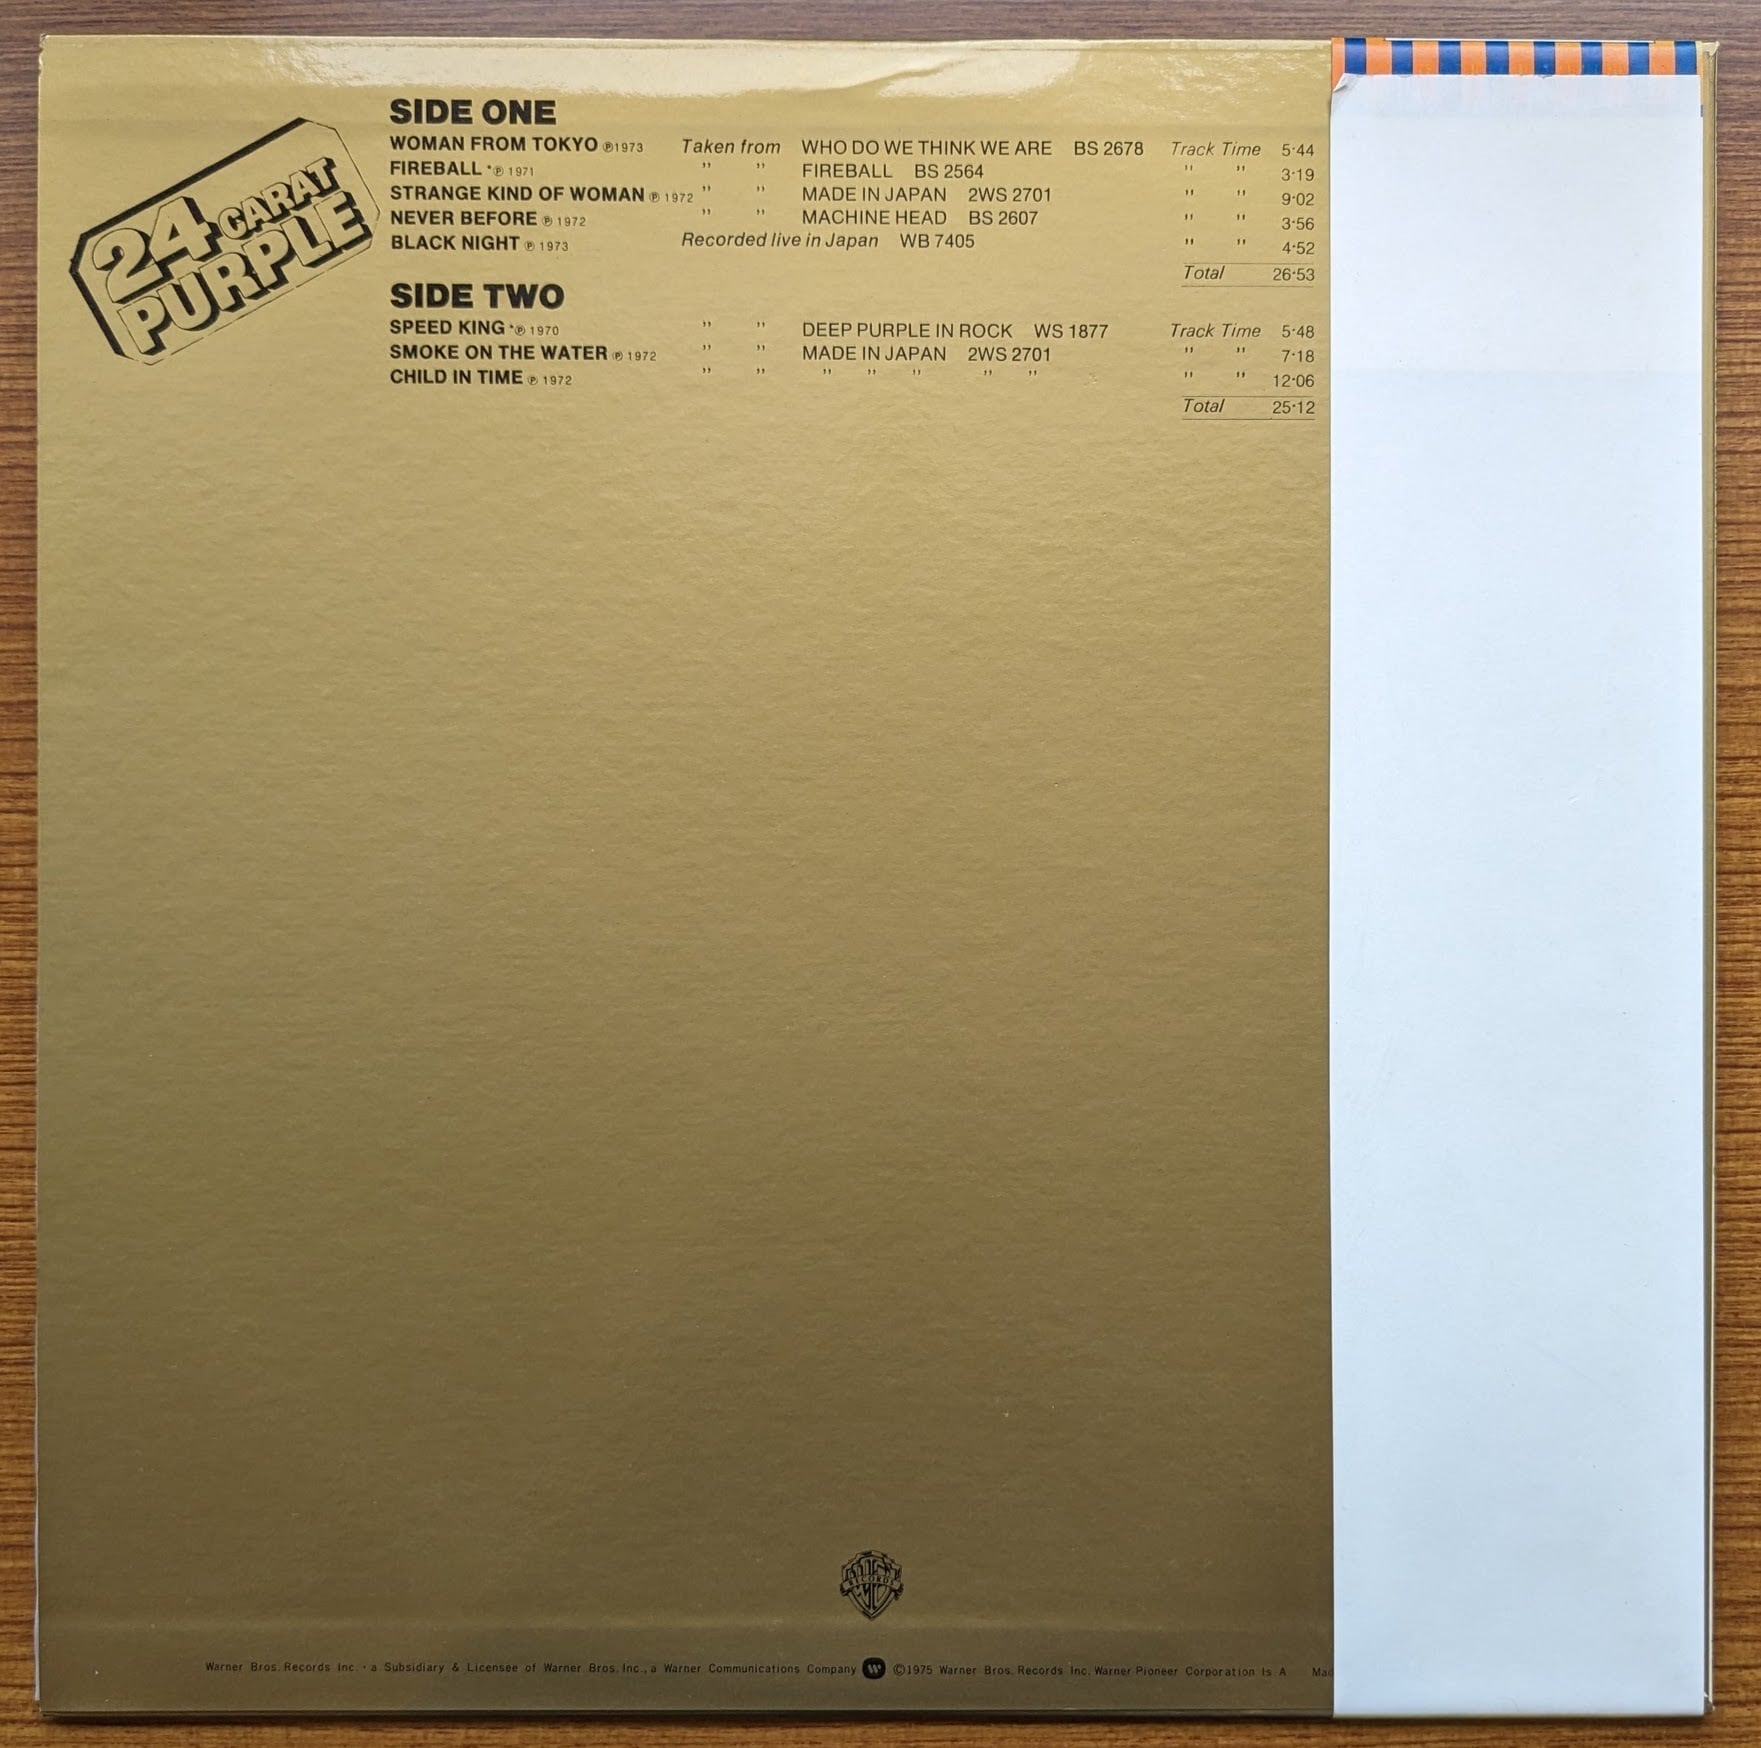 24 CARAT
PURPLE
SIDE ONE
WOMAN FROM TOKYO ℗1973 Taken from WHO DO WE THINK WE ARE BS 2678 Track Time 5·44
FIREBALL *℗ 1971 " " FIREBALL BS 2564 " " 3·19
STRANGE KIND OF WOMAN ℗ 1972 " " MADE IN JAPAN 2WS 2701 " " 9·02
NEVER BEFORE ℗ 1972 " " MACHINE HEAD BS 2607 " " 3·56
BLACK NIGHT ℗ 1973 Recorded live in Japan WB 7405 " " 4·52
Total 26·53
SIDE TWO
SPEED KING *℗ 1970 " " DEEP PURPLE IN ROCK WS 1877 Track Time 5·48
SMOKE ON THE WATER ℗ 1972 " " MADE IN JAPAN 2WS 2701 " " 7·18
CHILD IN TIME ℗ 1972 " " " " " " " " " 12·06
Total 25·12
RECORDS
Warner Bros. Records Inc. · a Subsidiary & Licensee of Warner Bros. Inc., a Warner Communications Company ©1975 Warner Bros. Records Inc. Warner Pioneer Corporation Is A